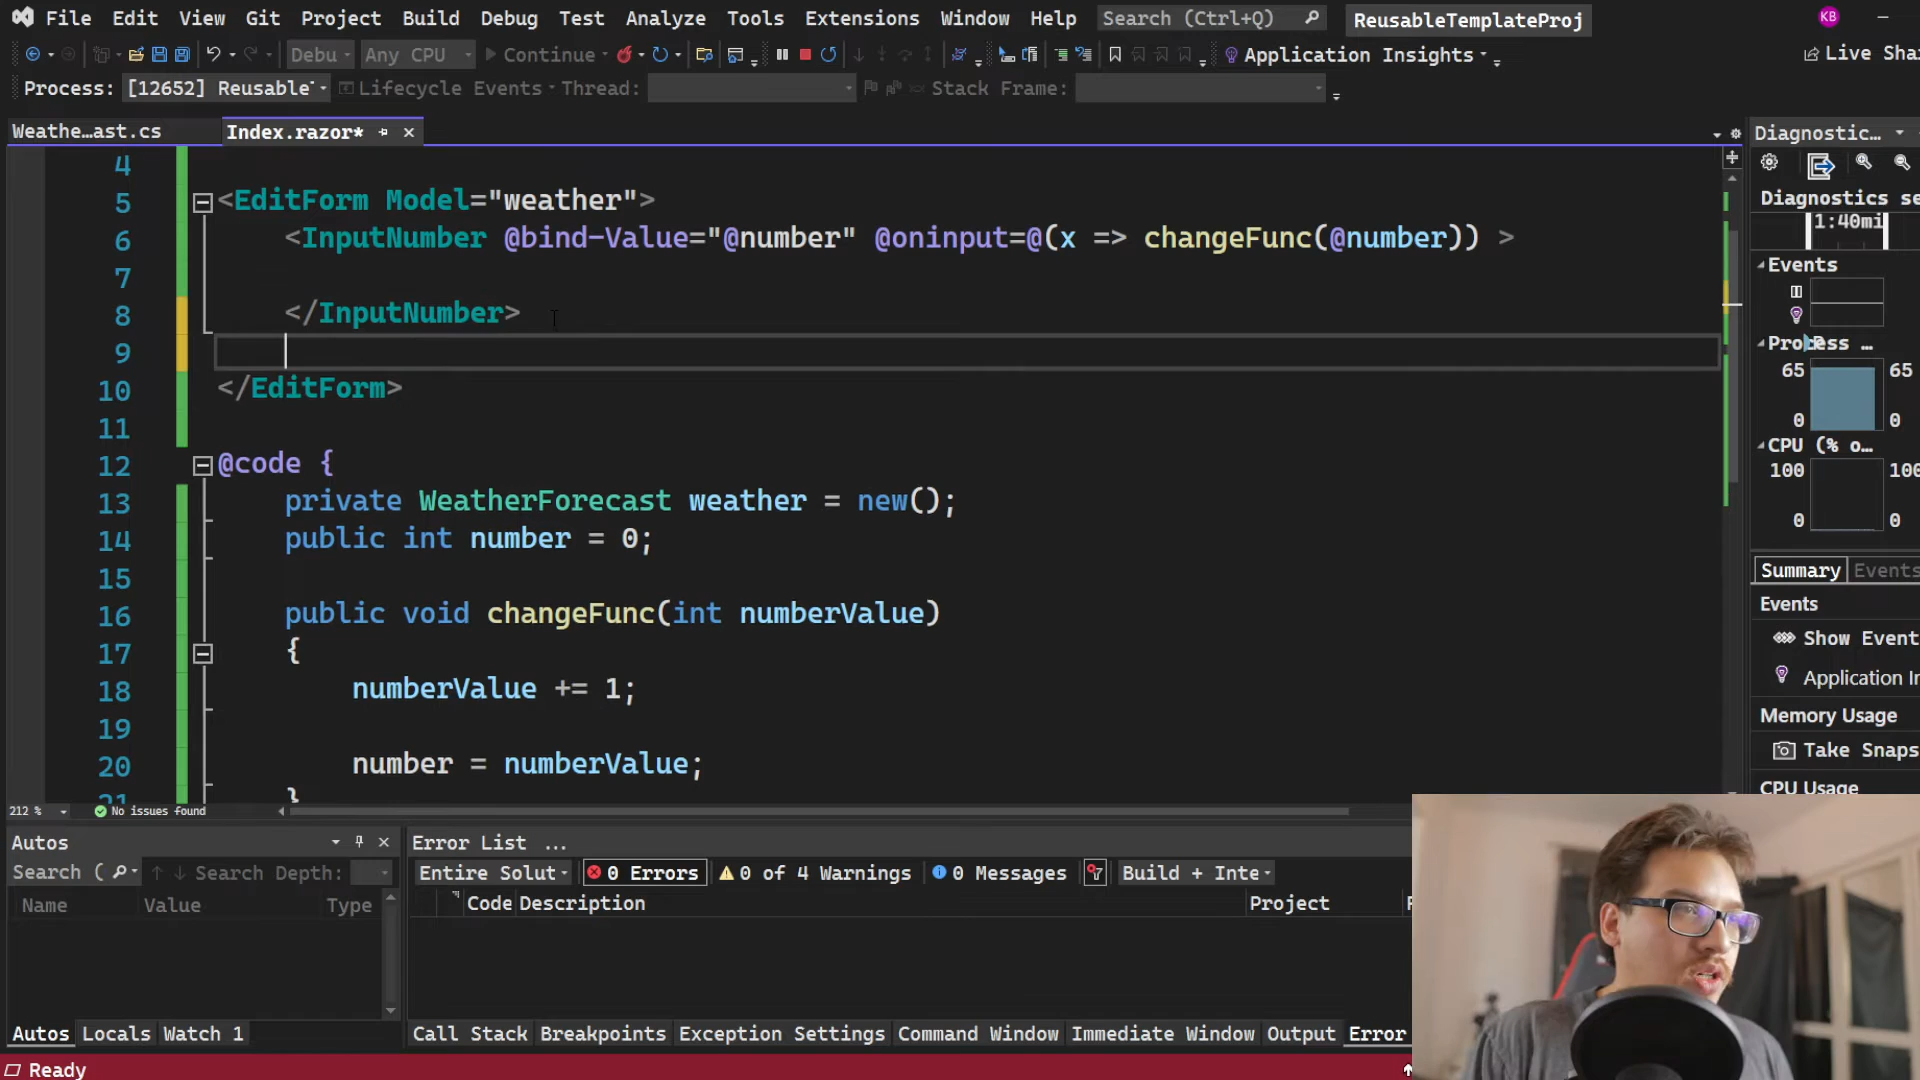 File Edit View Git Project Build Debug Test Analyze Tools Extensions Window Help Search (Ctrl+Q) ReusableTemplateProj KB
Debu Any CPU Continue Application Insights Live Sha
Process: [12652] Reusable Lifecycle Events Thread: Stack Frame:
Weathe...ast.cs Index.razor*
4
5 <EditForm Model="weather">
6 <InputNumber @bind-Value="@number" @oninput=@(x => changeFunc(@number)) >
7
8 </InputNumber>
9
10 </EditForm>
11
12 @code {
13 private WeatherForecast weather = new();
14 public int number = 0;
15
16 public void changeFunc(int numberValue)
17 {
18 numberValue += 1;
19
20 number = numberValue;
21 }
212 % No issues found
Diagnostic...
Diagnostics se
1:40mi
Events
Process ...
65 65
0 0
CPU (% o...
100 100
0 0
Summary Events
Events
Show Event
Application In
Memory Usage
Take Snaps
CPU Usage
Autos
Search ( Search Depth:
Name Value Type
Autos Locals Watch 1
Error List ...
Entire Solut 0 Errors 0 of 4 Warnings 0 Messages Build + Inte
Code Description Project
Call Stack Breakpoints Exception Settings Command Window Immediate Window Output Error
Ready